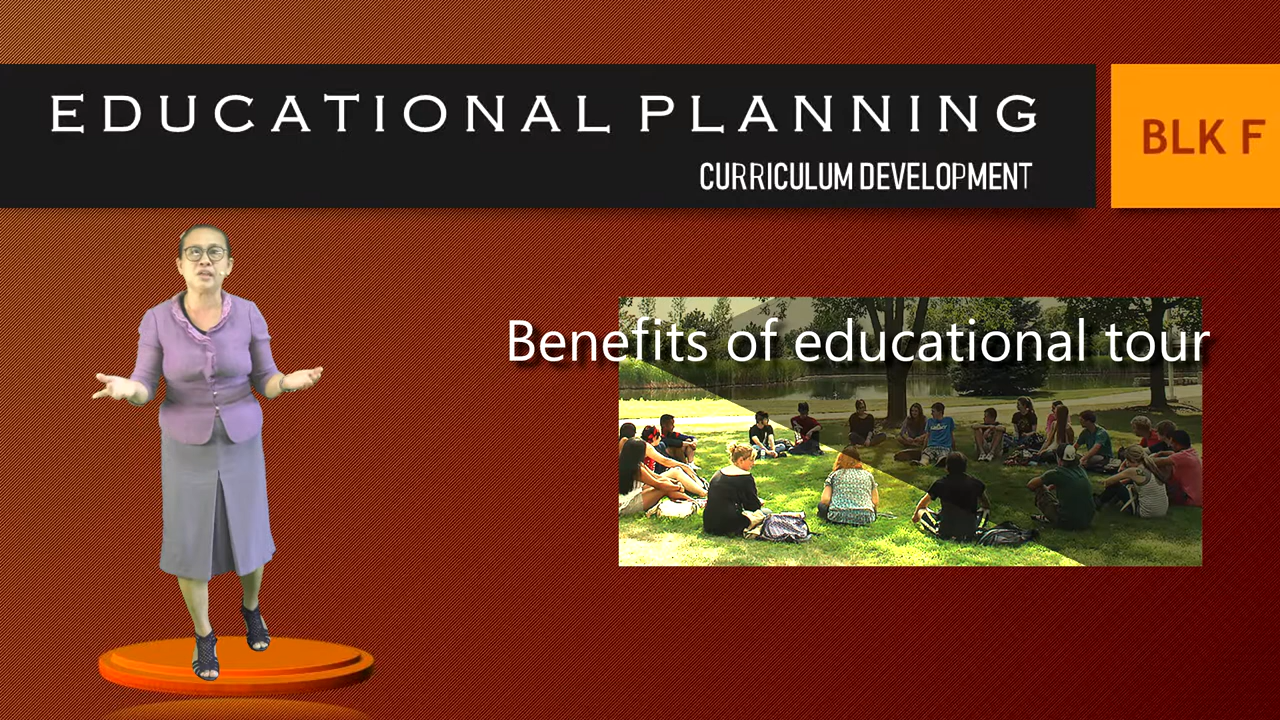 EDUCATIONAL PLANNING
CURRICULUM DEVELOPMENT
BLK F
Benefits of educational tour